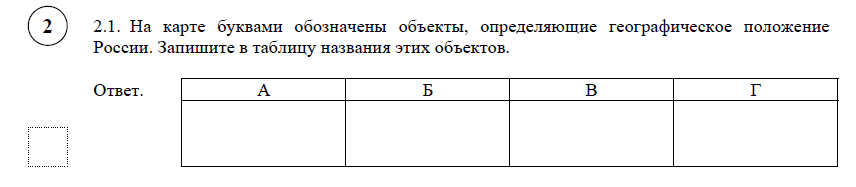 2
2.1. На карте буквами обозначены объекты, определяющие географическое положение
России. Запишите в таблицу названия этих объектов.
Ответ.
А Б В Г